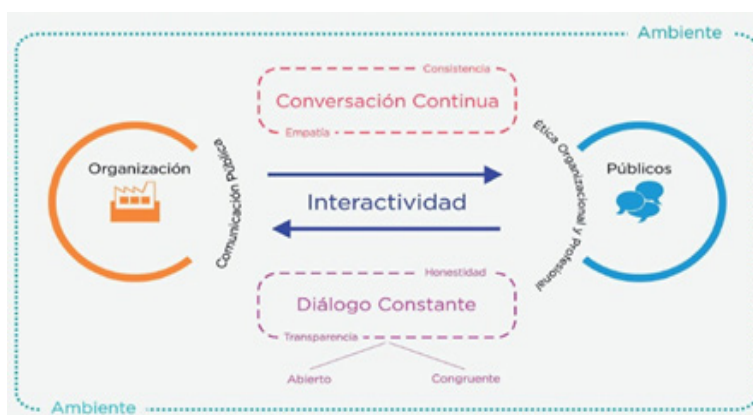 Ambiente
Consistencia
Conversación Continua
Empatía
Organización
Comunicación Pública
Interactividad
Ética Organizacional y Profesional
Públicos
Honestidad
Diálogo Constante
Transparencia
Abierto
Congruente
Ambiente